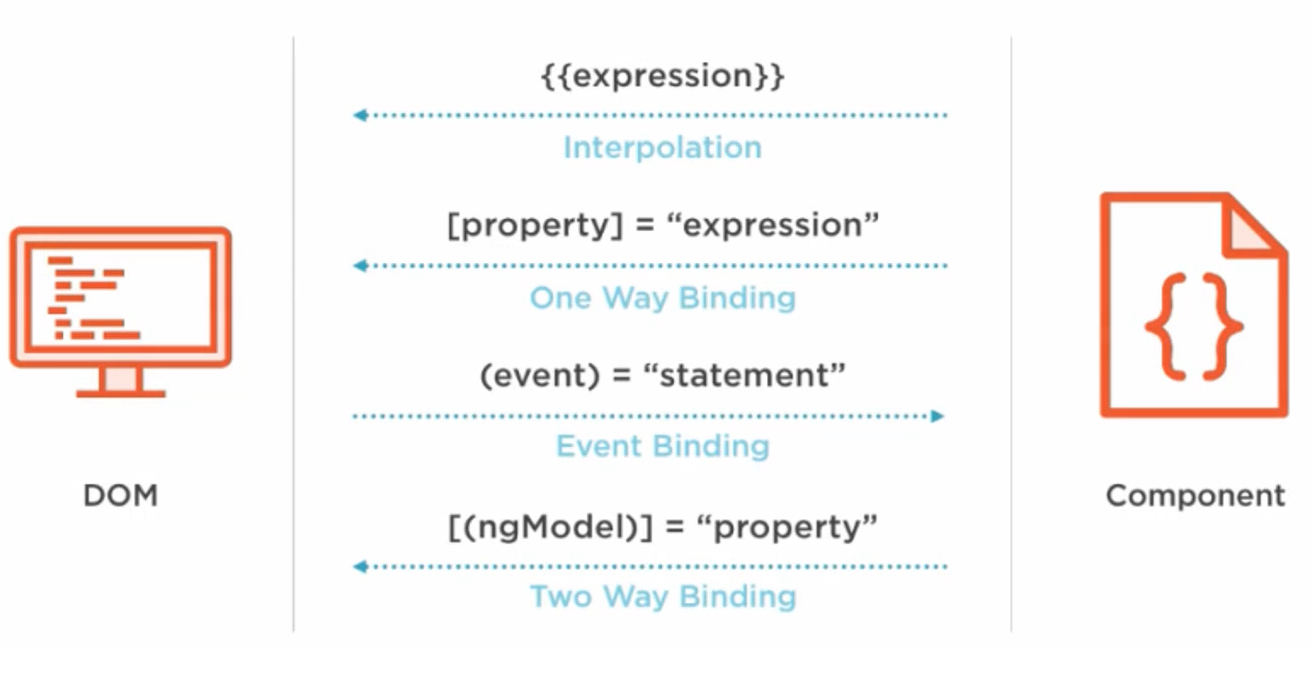 {{expression}}
Interpolation
[property] = “expression”
One Way Binding
(event) = “statement”
Event Binding
[(ngModel)] = “property”
Two Way Binding
DOM
{ }
Component